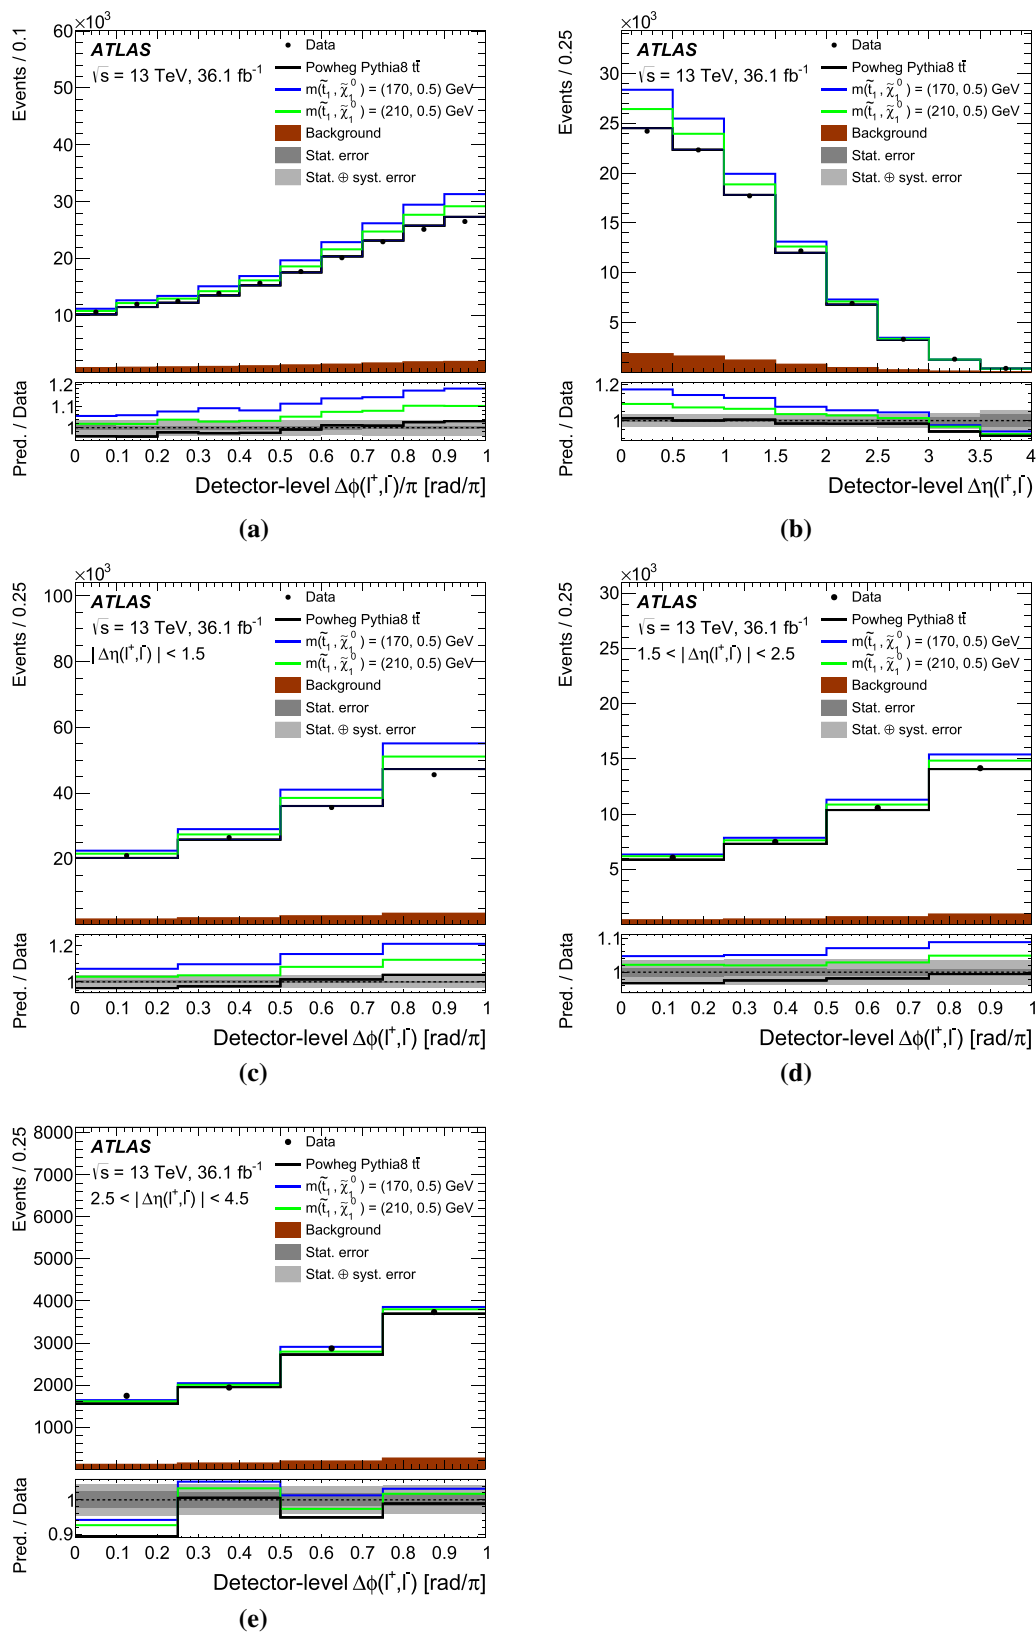 ×10³
Events / 0.1
60
50
40
30
20
10
ATLAS
√s = 13 TeV, 36.1 fb⁻¹
Data
Powheg Pythia8 tt̄
m(t̃₁, χ̃₁⁰) = (170, 0.5) GeV
m(t̃₁, χ̃₁⁰) = (210, 0.5) GeV
Background
Stat. error
Stat. ⊕ syst. error
Pred. / Data
1.2
1.1
1
0 0.1 0.2 0.3 0.4 0.5 0.6 0.7 0.8 0.9 1
Detector-level Δϕ(l⁺,l⁻)/π [rad/π]
(a)
×10³
Events / 0.25
30
25
20
15
10
5
ATLAS
√s = 13 TeV, 36.1 fb⁻¹
Data
Powheg Pythia8 tt̄
m(t̃₁, χ̃₁⁰) = (170, 0.5) GeV
m(t̃₁, χ̃₁⁰) = (210, 0.5) GeV
Background
Stat. error
Stat. ⊕ syst. error
Pred. / Data
1.2
1
0 0.5 1 1.5 2 2.5 3 3.5 4
Detector-level Δη(l⁺,l⁻)
(b)
×10³
Events / 0.25
100
80
60
40
20
ATLAS
√s = 13 TeV, 36.1 fb⁻¹
|Δη(l⁺,l⁻)| < 1.5
Data
Powheg Pythia8 tt̄
m(t̃₁, χ̃₁⁰) = (170, 0.5) GeV
m(t̃₁, χ̃₁⁰) = (210, 0.5) GeV
Background
Stat. error
Stat. ⊕ syst. error
Pred. / Data
1.2
1
0 0.1 0.2 0.3 0.4 0.5 0.6 0.7 0.8 0.9 1
Detector-level Δϕ(l⁺,l⁻) [rad/π]
(c)
×10³
Events / 0.25
30
25
20
15
10
5
ATLAS
√s = 13 TeV, 36.1 fb⁻¹
1.5 < |Δη(l⁺,l⁻)| < 2.5
Data
Powheg Pythia8 tt̄
m(t̃₁, χ̃₁⁰) = (170, 0.5) GeV
m(t̃₁, χ̃₁⁰) = (210, 0.5) GeV
Background
Stat. error
Stat. ⊕ syst. error
Pred. / Data
1.1
1
0 0.1 0.2 0.3 0.4 0.5 0.6 0.7 0.8 0.9 1
Detector-level Δϕ(l⁺,l⁻) [rad/π]
(d)
Events / 0.25
8000
7000
6000
5000
4000
3000
2000
1000
ATLAS
√s = 13 TeV, 36.1 fb⁻¹
2.5 < |Δη(l⁺,l⁻)| < 4.5
Data
Powheg Pythia8 tt̄
m(t̃₁, χ̃₁⁰) = (170, 0.5) GeV
m(t̃₁, χ̃₁⁰) = (210, 0.5) GeV
Background
Stat. error
Stat. ⊕ syst. error
Pred. / Data
1
0.9
0 0.1 0.2 0.3 0.4 0.5 0.6 0.7 0.8 0.9 1
Detector-level Δϕ(l⁺,l⁻) [rad/π]
(e)